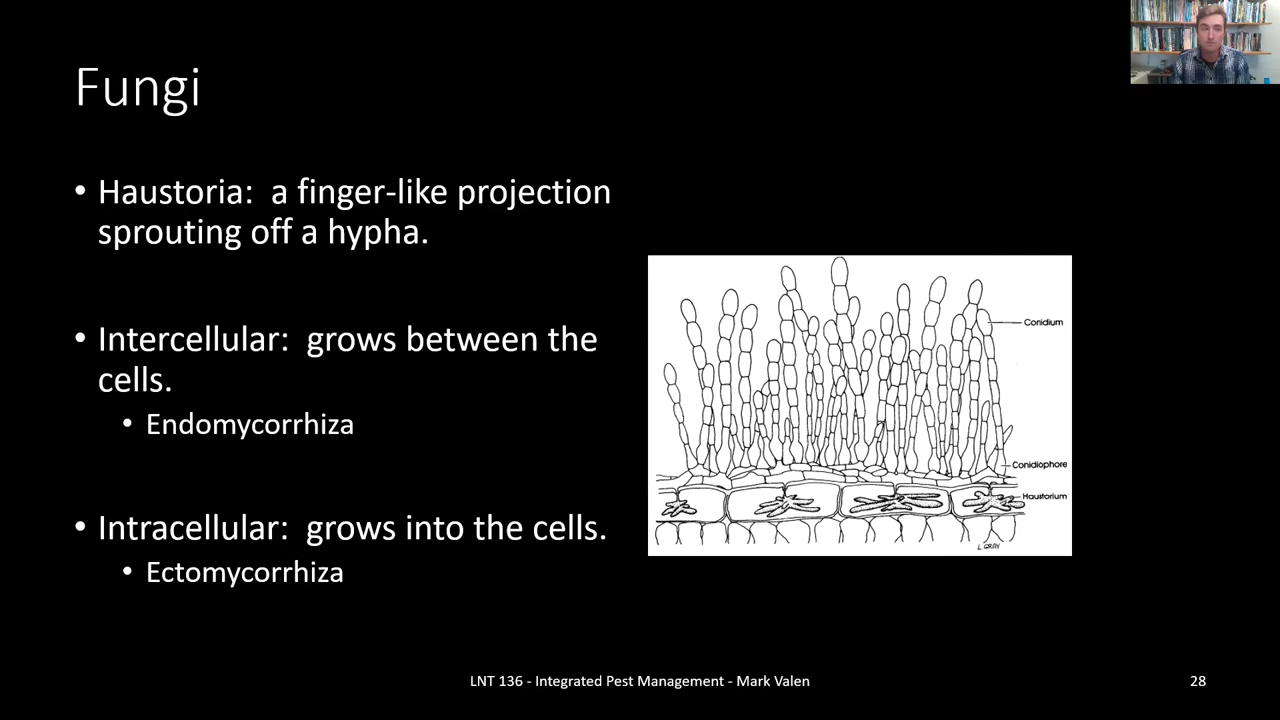 Fungi
• Haustoria:  a finger-like projection
sprouting off a hypha.
• Intercellular:  grows between the
cells.
• Endomycorrhiza
• Intracellular:  grows into the cells.
• Ectomycorrhiza
Conidium
Conidiophore
Haustorium
L. GRAY
LNT 136 - Integrated Pest Management - Mark Valen
28